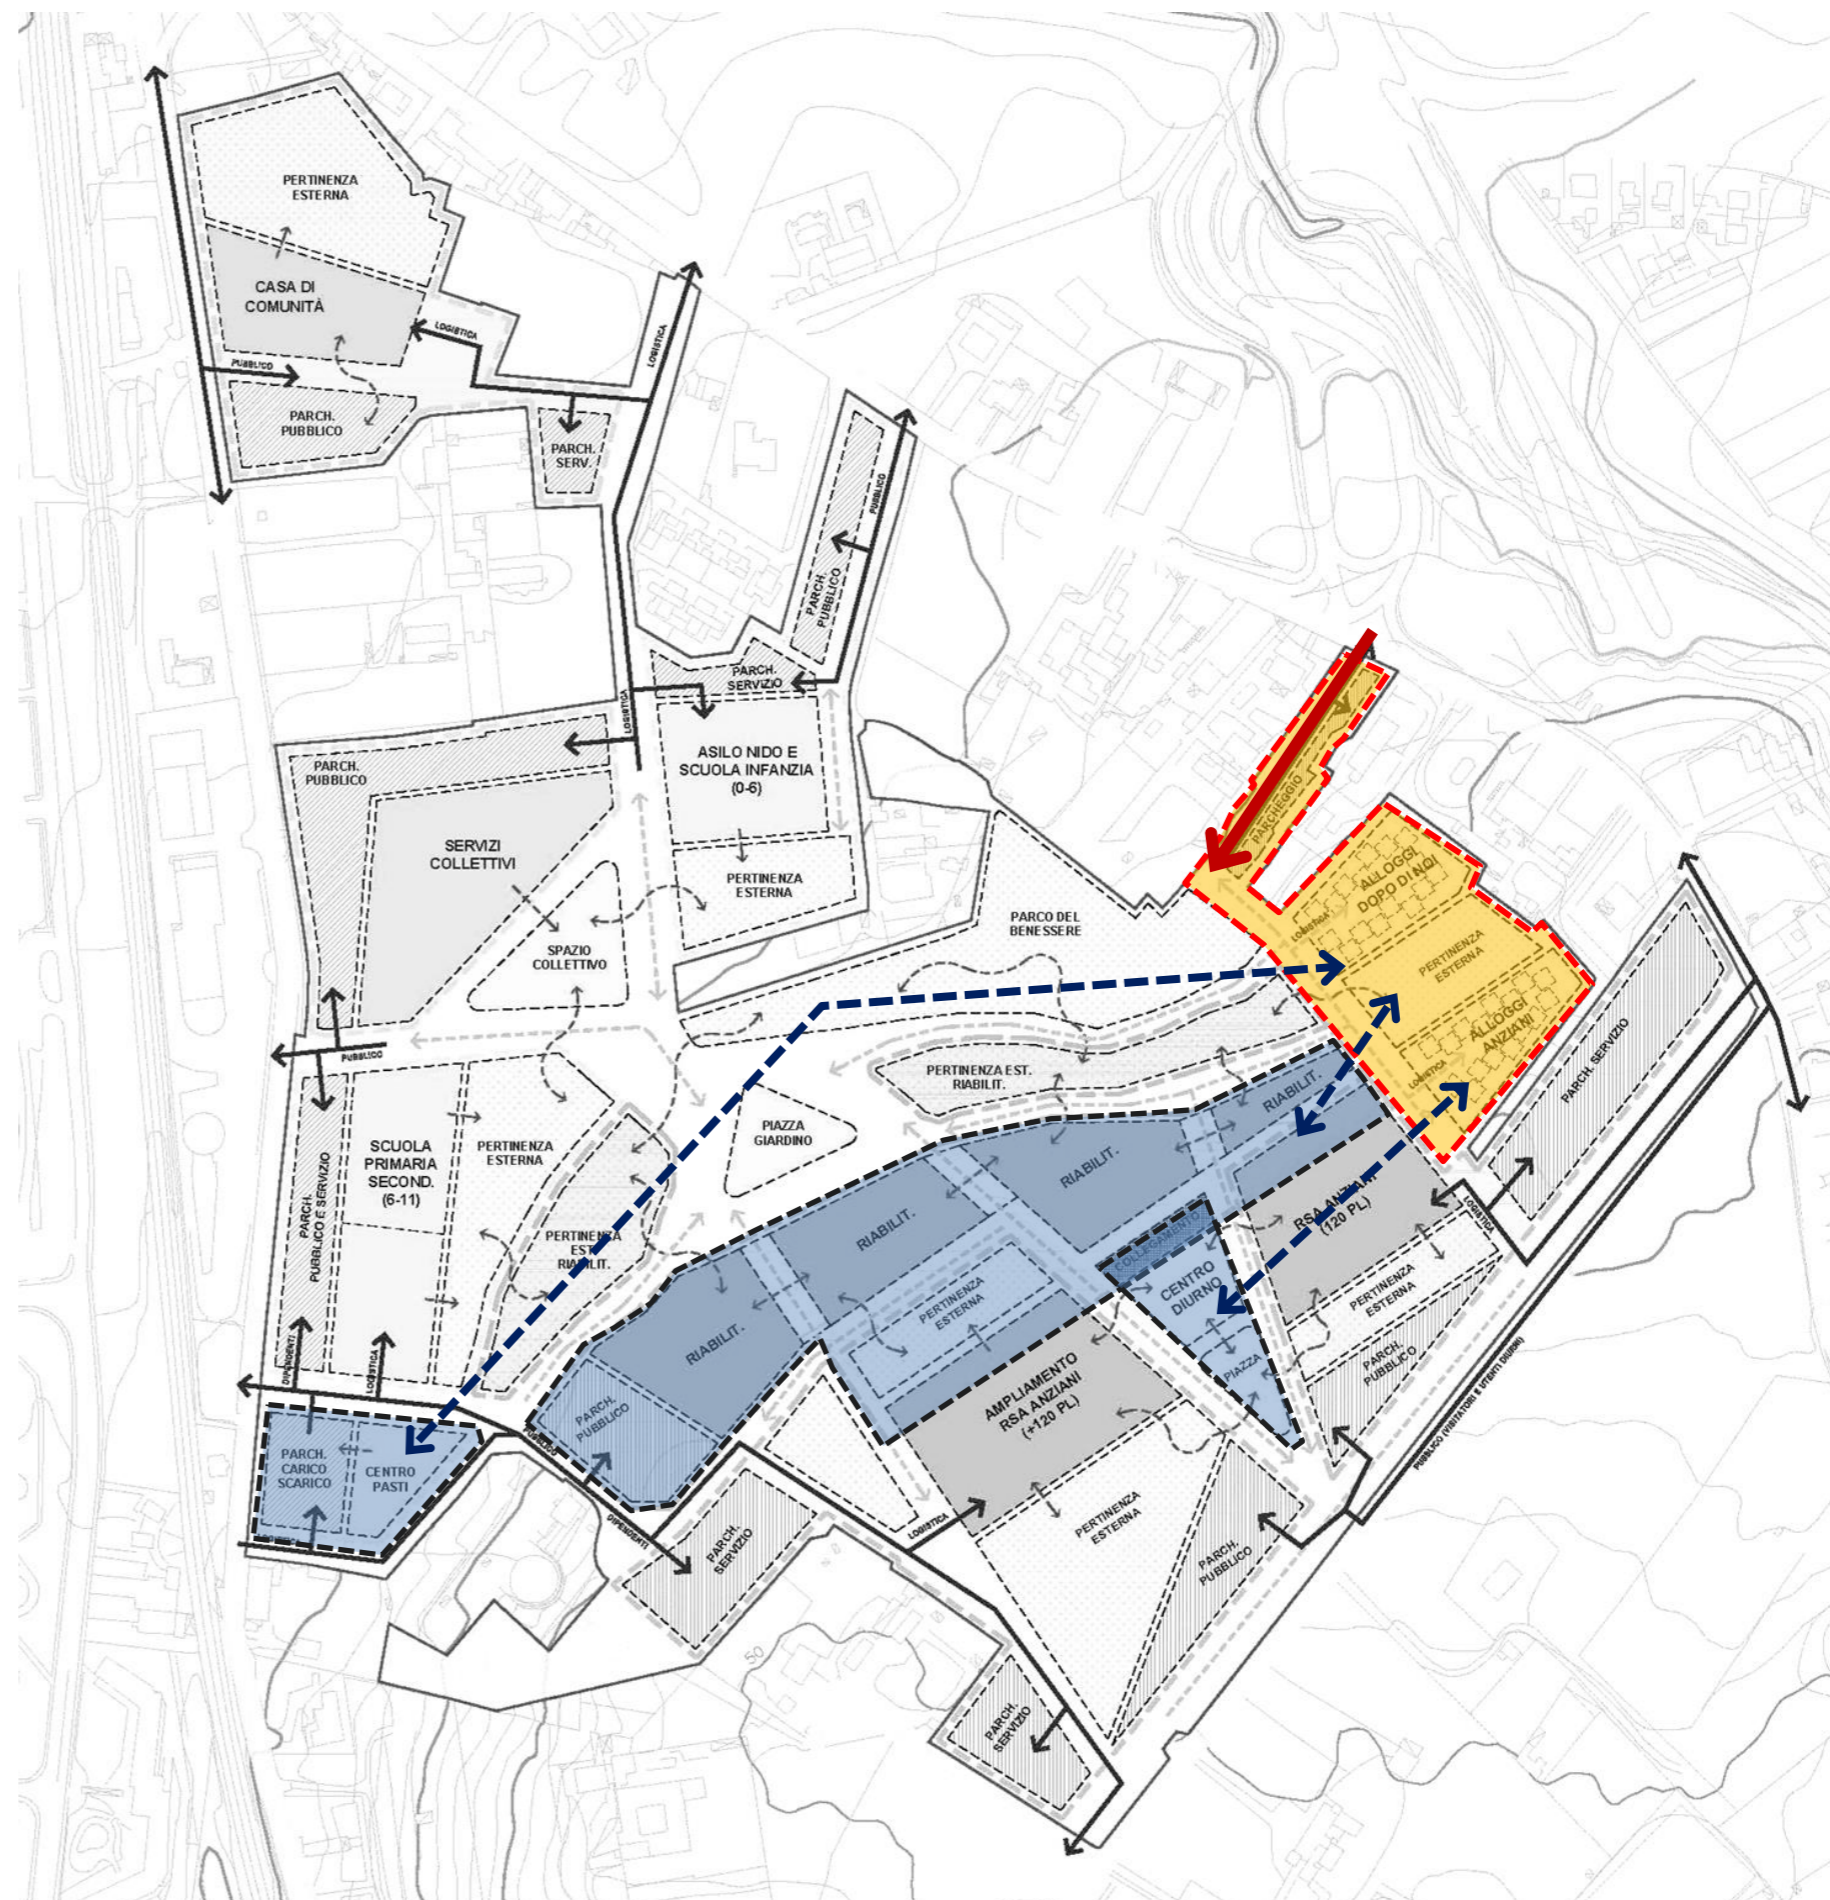 PERTINENZA
ESTERNA
CASA DI
COMUNITÀ
LOGISTICA
LOGISTICA
PUBBLICO
PARCH.
PUBBLICO
PARCH.
SERV.
PUBBLICO
PARCH.
PUBBLICO
PARCH.
SERVIZIO
LOGISTICA
ASILO NIDO E
SCUOLA INFANZIA
(0-6)
PARCH.
PUBBLICO
PARCHEGGIO
SERVIZI
COLLETTIVI
PERTINENZA
ESTERNA
ALLOGGI
DOPO DI NOI
LOGISTICA
PARCO DEL
BENESSERE
SPAZIO
COLLETTIVO
PERTINENZA
ESTERNA
ALLOGGI
ANZIANI
LOGISTICA
PARCH. SERVIZIO
PUBBLICO
PERTINENZA EST.
RIABILIT.
RIABILIT.
PIAZZA
GIARDINO
SCUOLA
PRIMARIA
SECOND.
(6-11)
PERTINENZA
ESTERNA
PARCH.
PUBBLICO E SERVIZIO
RIABILIT.
RIABILIT.
PERTINENZA
EST.
RIABILIT.
COLLEGAMENTO
RSA ANZIANI
(120 PL)
LOGISTICA
CENTRO
DIURNO
PERTINENZA
ESTERNA
PERTINENZA
ESTERNA
RIABILIT.
PIAZZA
PARCH.
PUBBLICO
PUBBLICO (VISITATORI E UTENTI DIURNI)
DIPENDENTI
LOGISTICA
AMPLIAMENTO
RSA ANZIANI
(+120 PL)
PARCH.
PUBBLICO
PUBBLICO
PARCH.
CARICO
SCARICO
CENTRO
PASTI
LOGISTICA
DIPENDENTI
PARCH.
SERVIZIO
LOGISTICA
PERTINENZA
ESTERNA
PARCH.
PUBBLICO
50
PARCH.
SERVIZIO